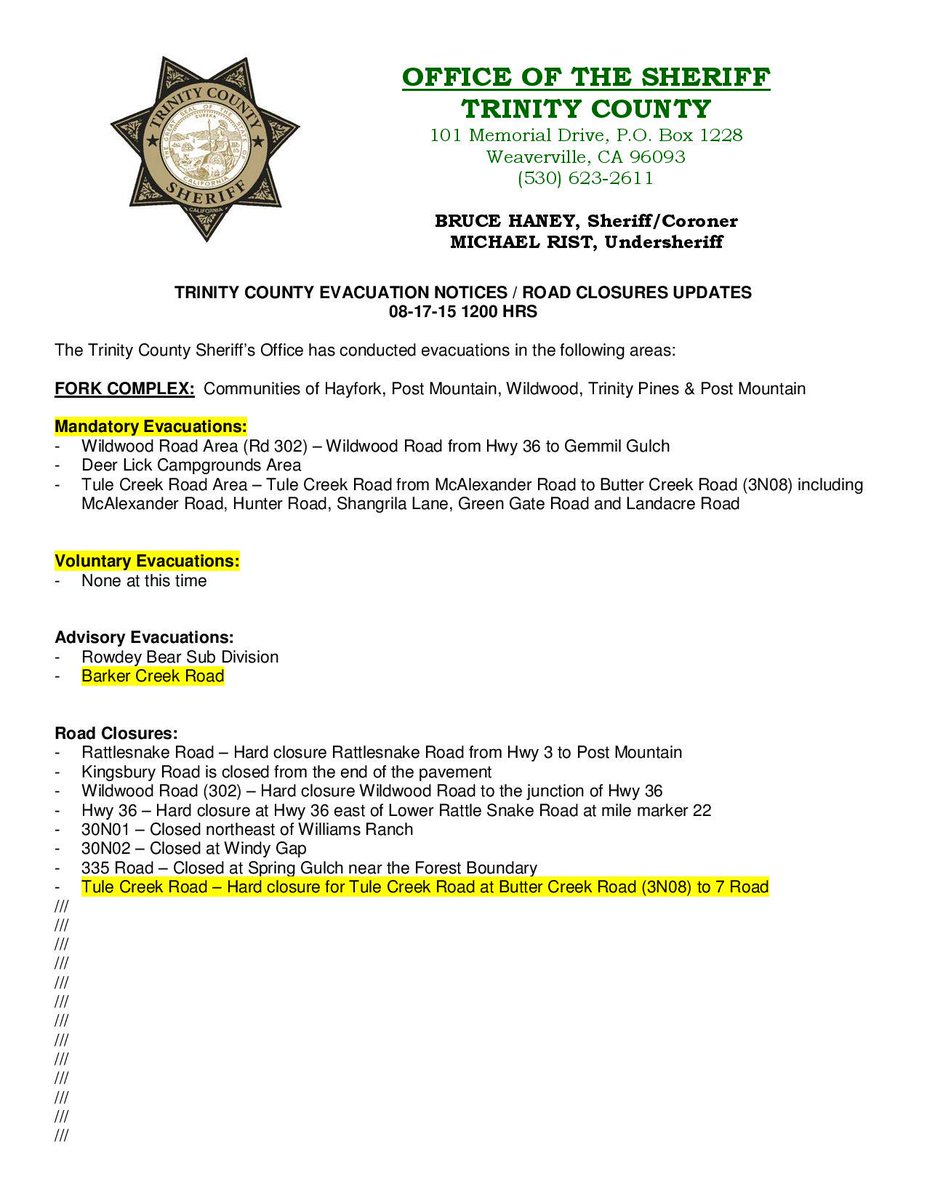 TRINITY COUNTY
THE GREAT SEAL OF THE STATE OF CALIFORNIA
EUREKA
SHERIFF
CALIFORNIA
OFFICE OF THE SHERIFF
TRINITY COUNTY
101 Memorial Drive, P.O. Box 1228
Weaverville, CA 96093
(530) 623-2611
BRUCE HANEY, Sheriff/Coroner
MICHAEL RIST, Undersheriff
TRINITY COUNTY EVACUATION NOTICES / ROAD CLOSURES UPDATES
08-17-15 1200 HRS
The Trinity County Sheriff's Office has conducted evacuations in the following areas:
FORK COMPLEX: Communities of Hayfork, Post Mountain, Wildwood, Trinity Pines & Post Mountain
Mandatory Evacuations:
- Wildwood Road Area (Rd 302) – Wildwood Road from Hwy 36 to Gemmil Gulch
- Deer Lick Campgrounds Area
- Tule Creek Road Area – Tule Creek Road from McAlexander Road to Butter Creek Road (3N08) including
McAlexander Road, Hunter Road, Shangrila Lane, Green Gate Road and Landacre Road
Voluntary Evacuations:
- None at this time
Advisory Evacuations:
- Rowdey Bear Sub Division
- Barker Creek Road
Road Closures:
- Rattlesnake Road – Hard closure Rattlesnake Road from Hwy 3 to Post Mountain
- Kingsbury Road is closed from the end of the pavement
- Wildwood Road (302) – Hard closure Wildwood Road to the junction of Hwy 36
- Hwy 36 – Hard closure at Hwy 36 east of Lower Rattle Snake Road at mile marker 22
- 30N01 – Closed northeast of Williams Ranch
- 30N02 – Closed at Windy Gap
- 335 Road – Closed at Spring Gulch near the Forest Boundary
- Tule Creek Road – Hard closure for Tule Creek Road at Butter Creek Road (3N08) to 7 Road
///
///
///
///
///
///
///
///
///
///
///
///
///